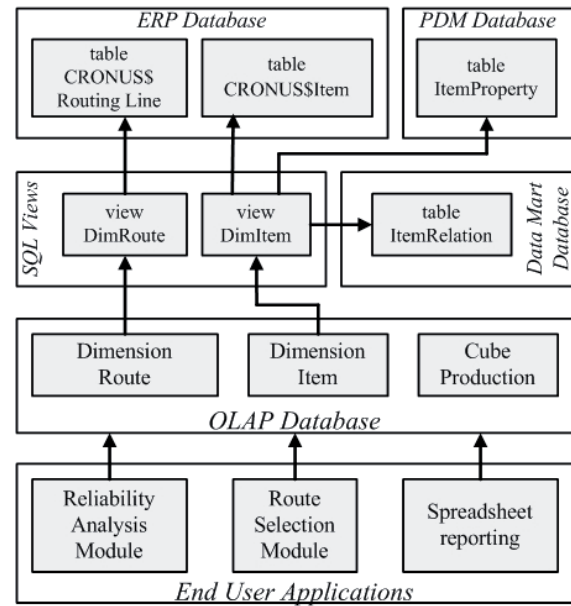 ERP Database
table
CRONUS$
Routing Line
table
CRONUS$Item
PDM Database
table
ItemProperty
SQL Views
view
DimRoute
view
DimItem
table
ItemRelation
Data Mart
Database
Dimension
Route
Dimension
Item
Cube
Production
OLAP Database
Reliability
Analysis
Module
Route
Selection
Module
Spreadsheet
reporting
End User Applications